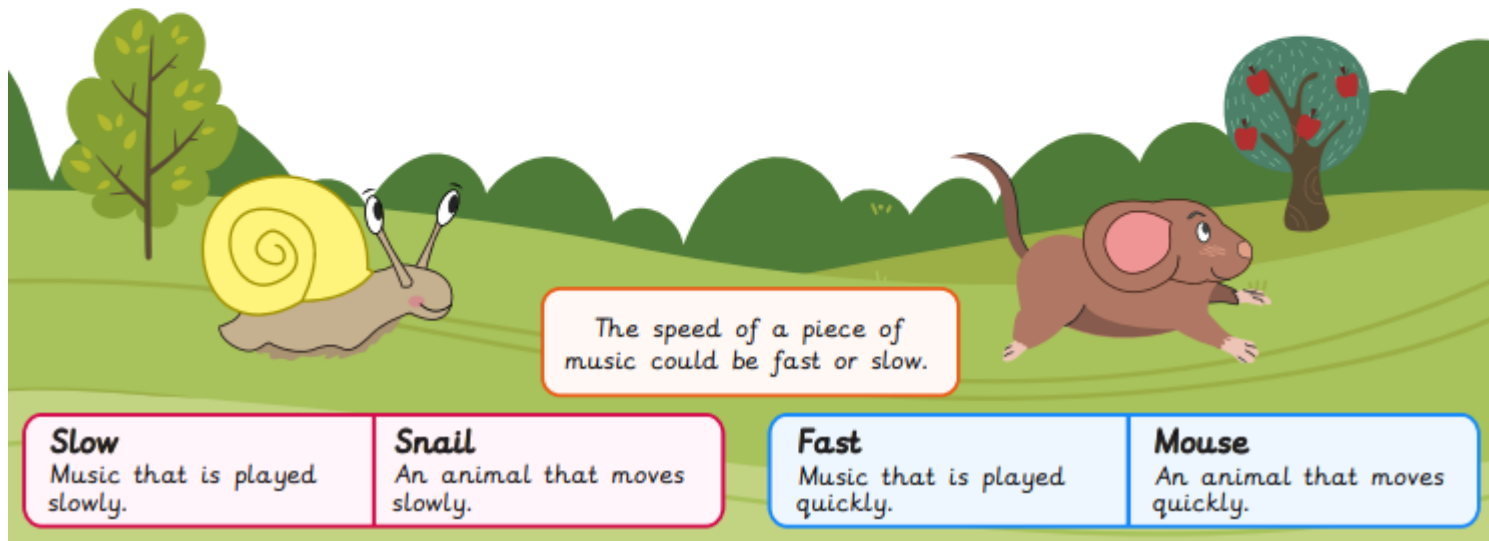 The speed of a piece of
music could be fast or slow.
Slow
Music that is played
slowly.
Snail
An animal that moves
slowly.
Fast
Music that is played
quickly.
Mouse
An animal that moves
quickly.